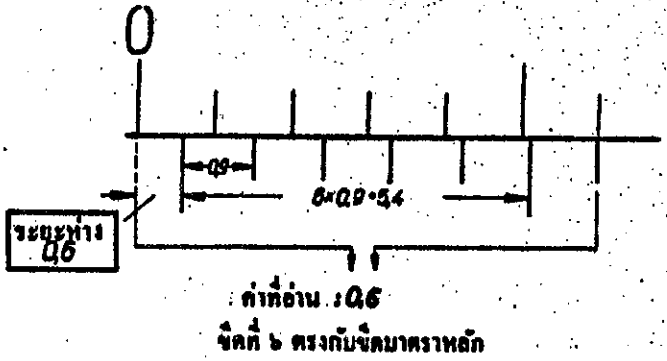 0
0,9
6×0,9=5,4
ระยะห่าง
0,6
ค่าที่อ่าน : 0,6
ขีดที่ ๖ ตรงกับขีดมาตราหลัก